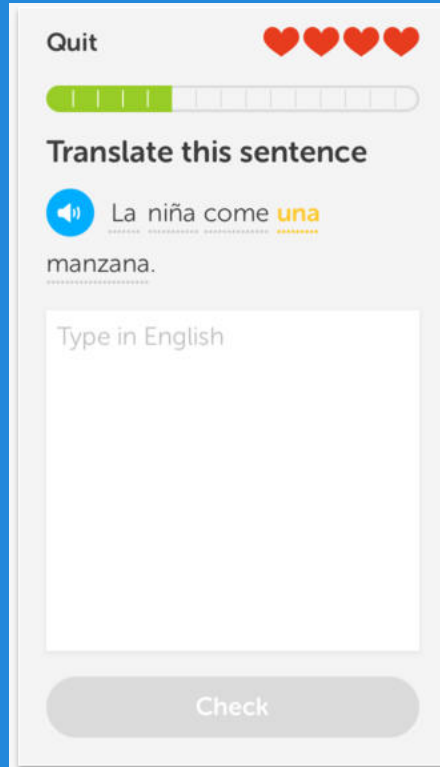 Quit
Translate this sentence
La niña come una
manzana.
Type in English
Check